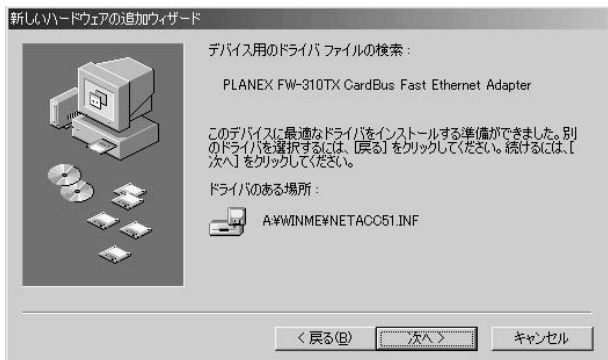 新しいハードウェアの追加ウィザード
デバイス用のドライバ ファイルの検索 :
PLANEX FW-310TX CardBus Fast Ethernet Adapter
このデバイスに最適なドライバをインストールする準備ができました。別
のドライバを選択するには、[戻る] をクリックしてください。続けるには、[
次へ] をクリックしてください。
ドライバのある場所 :
A:¥WINME¥NETACC51.INF
< 戻る(B)
次へ >
キャンセル